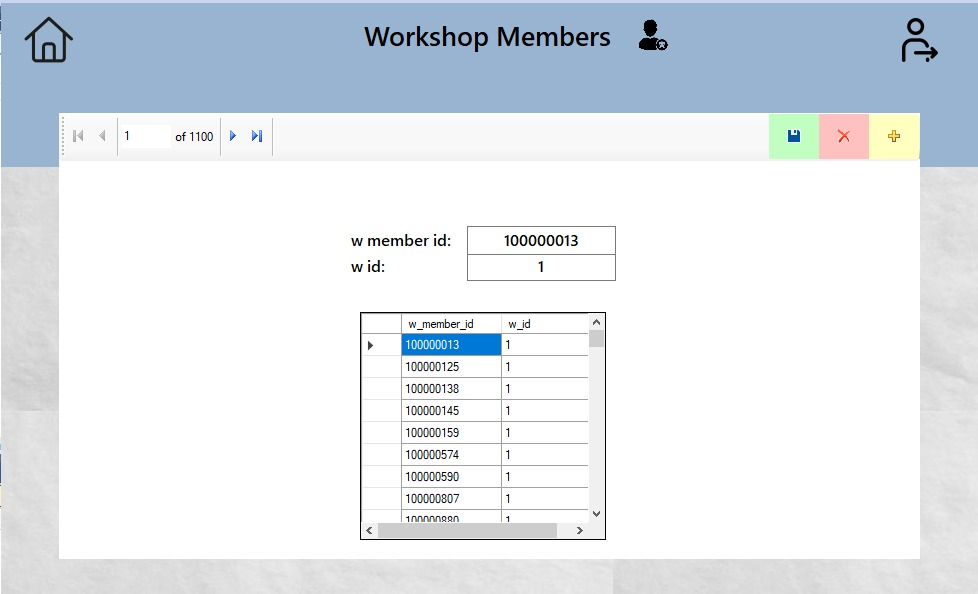 Workshop Members
1 of 1100
w member id: 100000013
w id: 1
w_member_id w_id
100000013 1
100000125 1
100000138 1
100000145 1
100000159 1
100000574 1
100000590 1
100000807 1
100000880 1